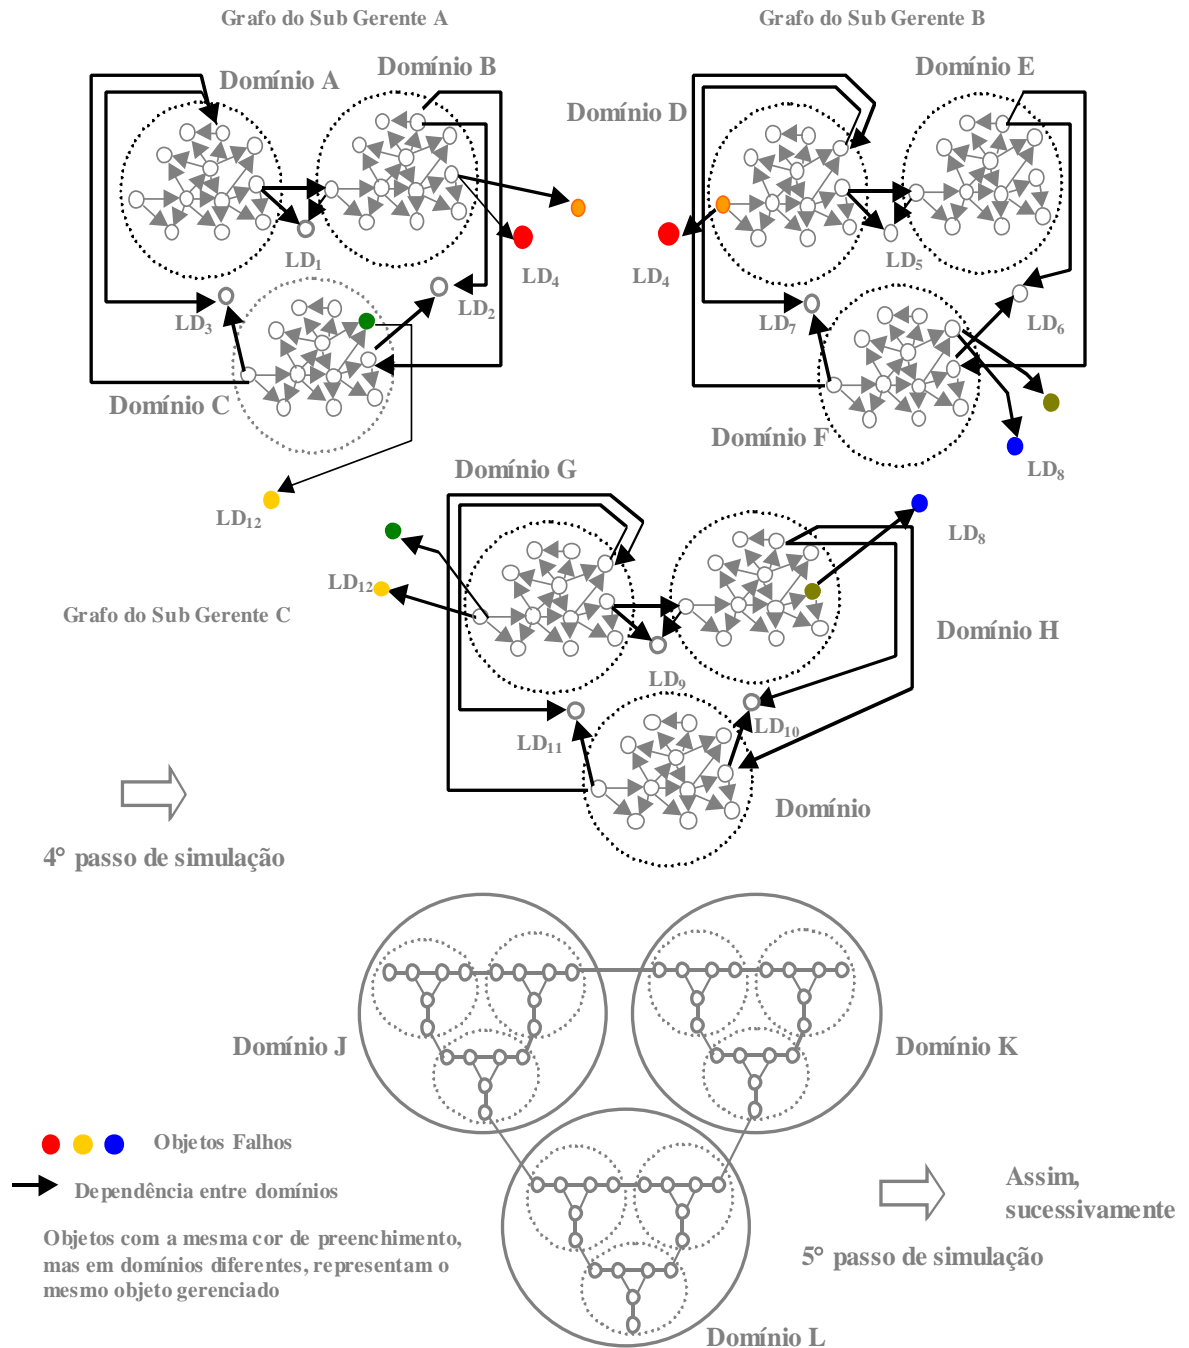 Grafo do Sub Gerente A
Grafo do Sub Gerente B
Domínio A
Domínio B
Domínio D
Domínio E
LD1
LD4
LD3
LD2
Domínio C
LD12
LD4
LD5
LD7
LD6
Domínio F
LD8
Domínio G
LD12
LD8
Grafo do Sub Gerente C
Domínio H
LD9
LD11
LD10
Domínio
4° passo de simulação
Domínio J
Domínio K
Objetos Falhos
Dependência entre domínios
Objetos com a mesma cor de preenchimento,
mas em domínios diferentes, representam o
mesmo objeto gerenciado
Assim,
sucessivamente
5° passo de simulação
Domínio L